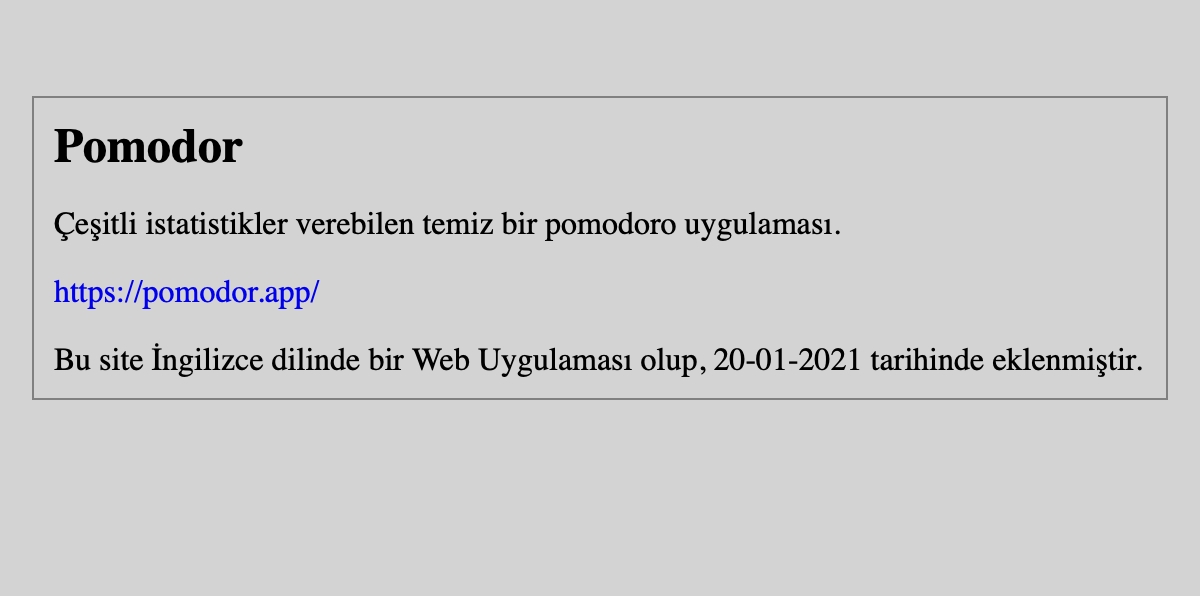 Pomodor
Çeşitli istatistikler verebilen temiz bir pomodoro uygulaması.
https://pomodor.app/
Bu site İngilizce dilinde bir Web Uygulaması olup, 20-01-2021 tarihinde eklenmiştir.